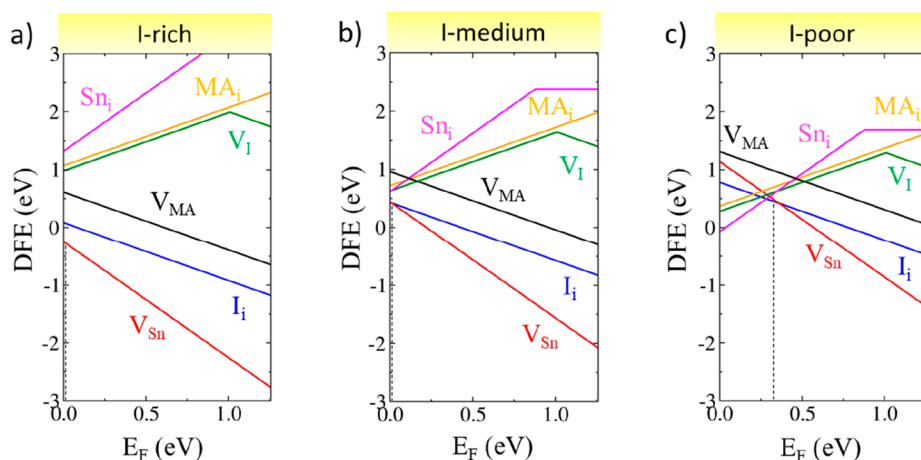 a) I-rich
3
2
1
0
-1
-2
-3
DFE (eV)
Sn_i
MA_i
V_I
V_MA
I_i
V_Sn
0.0 0.5 1.0
E_F (eV)
b) I-medium
3
2
1
0
-1
-2
-3
DFE (eV)
Sn_i
MA_i
V_I
V_MA
I_i
V_Sn
0.0 0.5 1.0
E_F (eV)
c) I-poor
3
2
1
0
-1
-2
-3
DFE (eV)
V_MA
Sn_i
MA_i
V_I
V_Sn
I_i
0.0 0.5 1.0
E_F (eV)